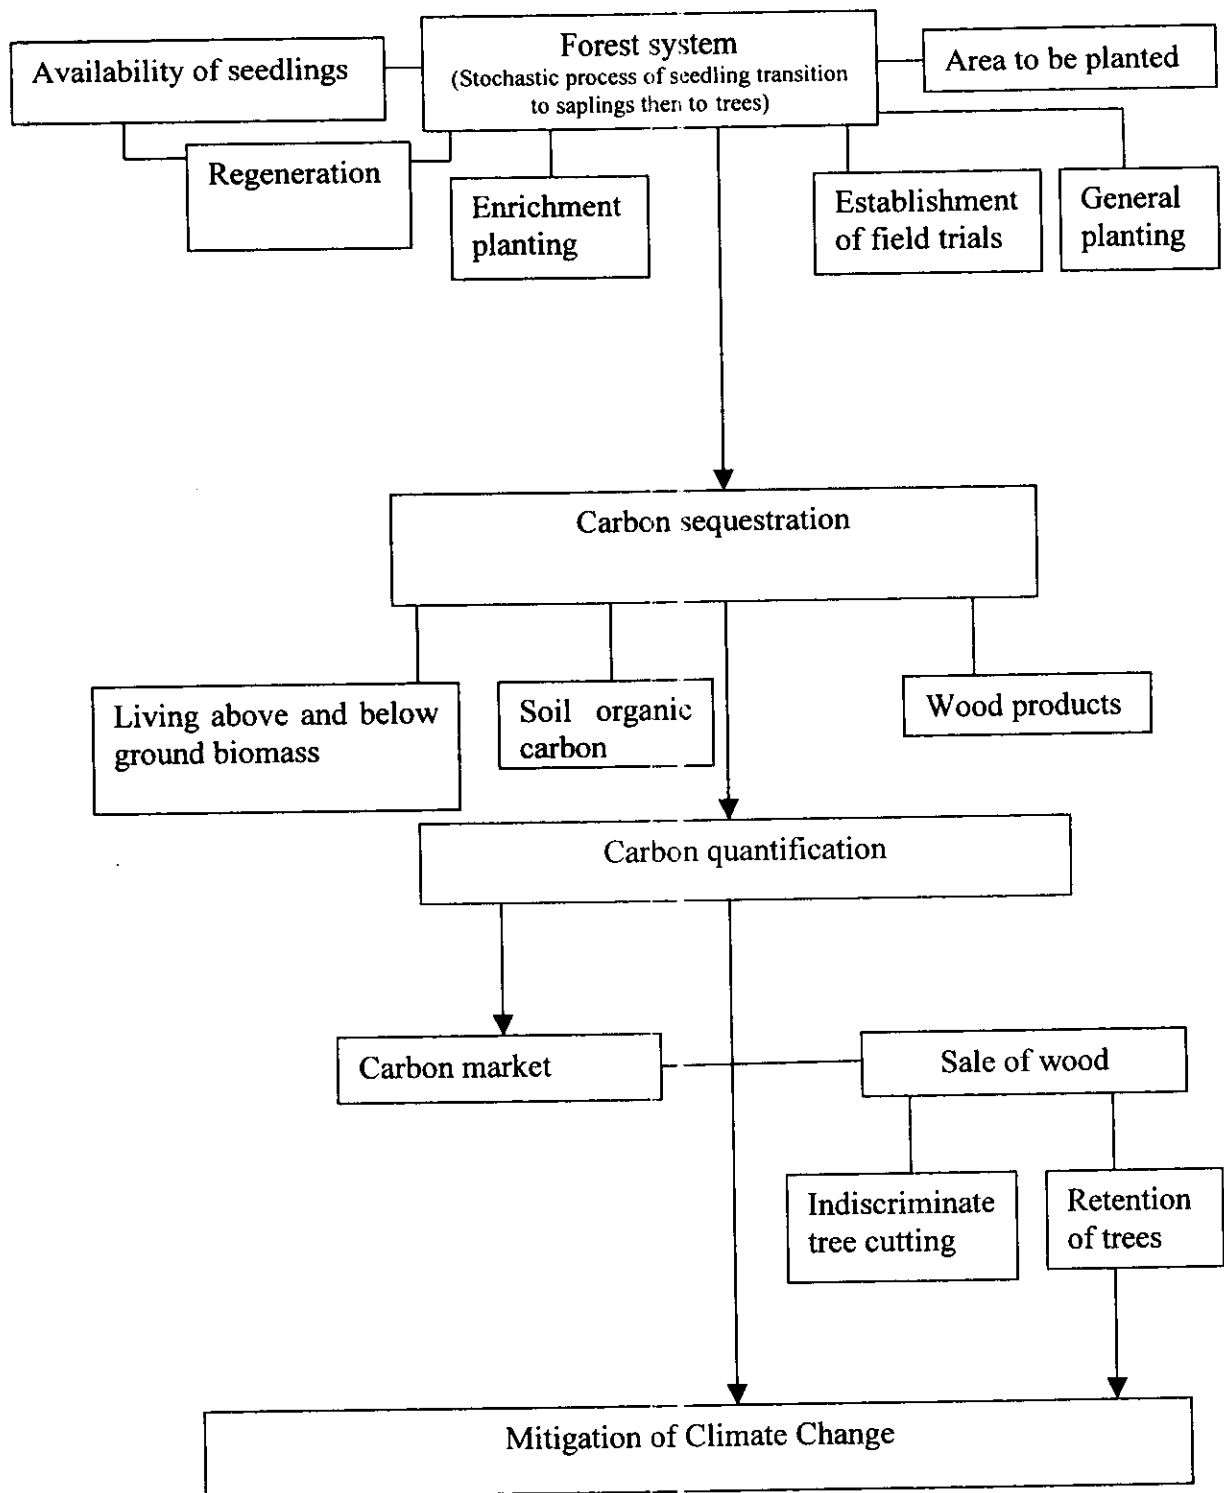 Forest system
(Stochastic process of seedling transition
to saplings then to trees)
Availability of seedlings
Area to be planted
Regeneration
Enrichment
planting
Establishment
of field trials
General
planting
Carbon sequestration
Living above and below
ground biomass
Soil organic
carbon
Wood products
Carbon quantification
Carbon market
Sale of wood
Indiscriminate
tree cutting
Retention
of trees
Mitigation of Climate Change